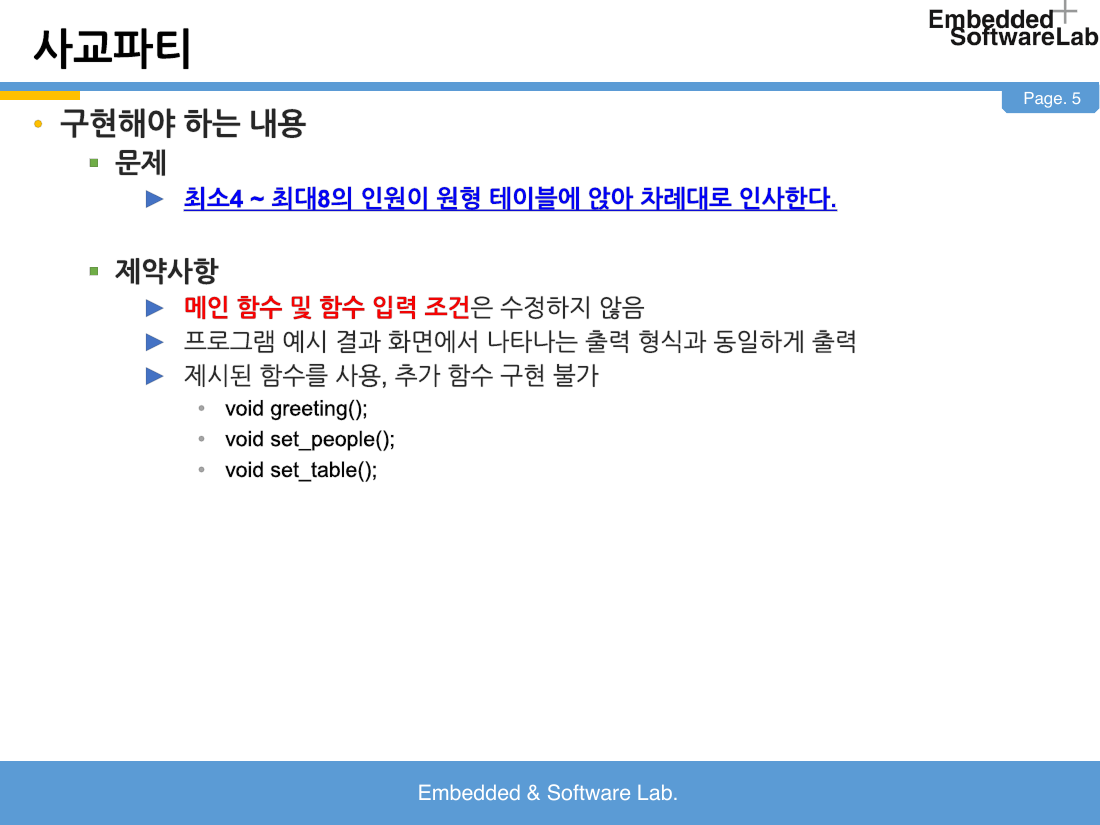 사교파티
Embedded
SoftwareLab
Page. 5
• 구현해야 하는 내용
▪ 문제
▶ 최소4 ~ 최대8의 인원이 원형 테이블에 앉아 차례대로 인사한다.
▪ 제약사항
▶ 메인 함수 및 함수 입력 조건은 수정하지 않음
▶ 프로그램 예시 결과 화면에서 나타나는 출력 형식과 동일하게 출력
▶ 제시된 함수를 사용, 추가 함수 구현 불가
• void greeting();
• void set_people();
• void set_table();
Embedded & Software Lab.